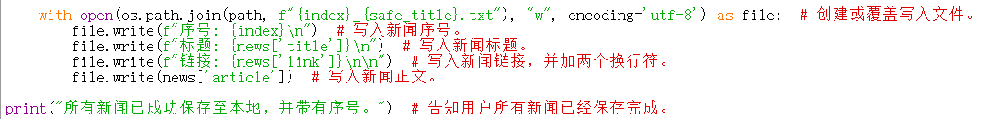 with open(os.path.join(path, f"{index}_{safe_title}.txt"), "w", encoding='utf-8') as file:  # 创建或覆盖写入文件。
file.write(f"序号: {index}\n")  # 写入新闻序号。
file.write(f"标题: {news['title']}\n")  # 写入新闻标题。
file.write(f"链接: {news['link']}\n\n")  # 写入新闻链接，并加两个换行符。
file.write(news['article'])  # 写入新闻正文。
print("所有新闻已成功保存至本地，并带有序号。")  # 告知用户所有新闻已经保存完成。